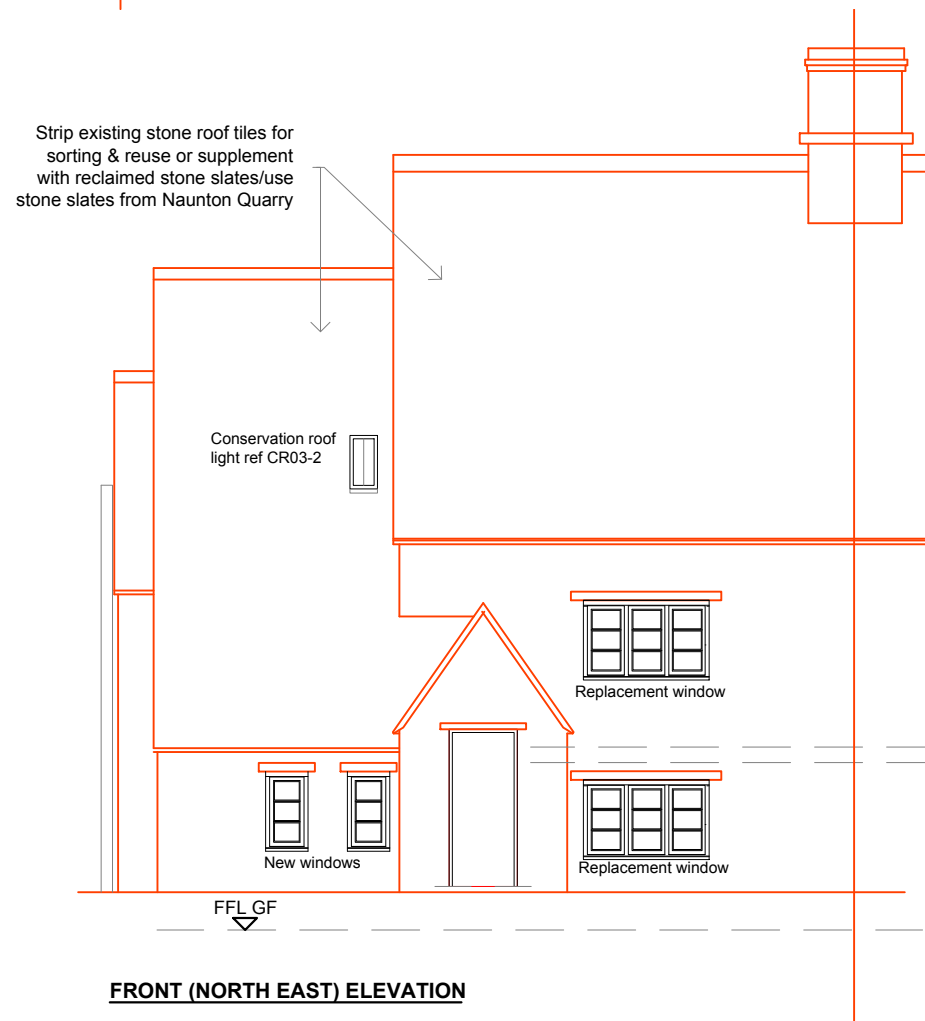 Strip existing stone roof tiles for
sorting & reuse or supplement
with reclaimed stone slates/use
stone slates from Naunton Quarry
Conservation roof
light ref CR03-2
Replacement window
New windows
Replacement window
FFL GF
FRONT (NORTH EAST) ELEVATION